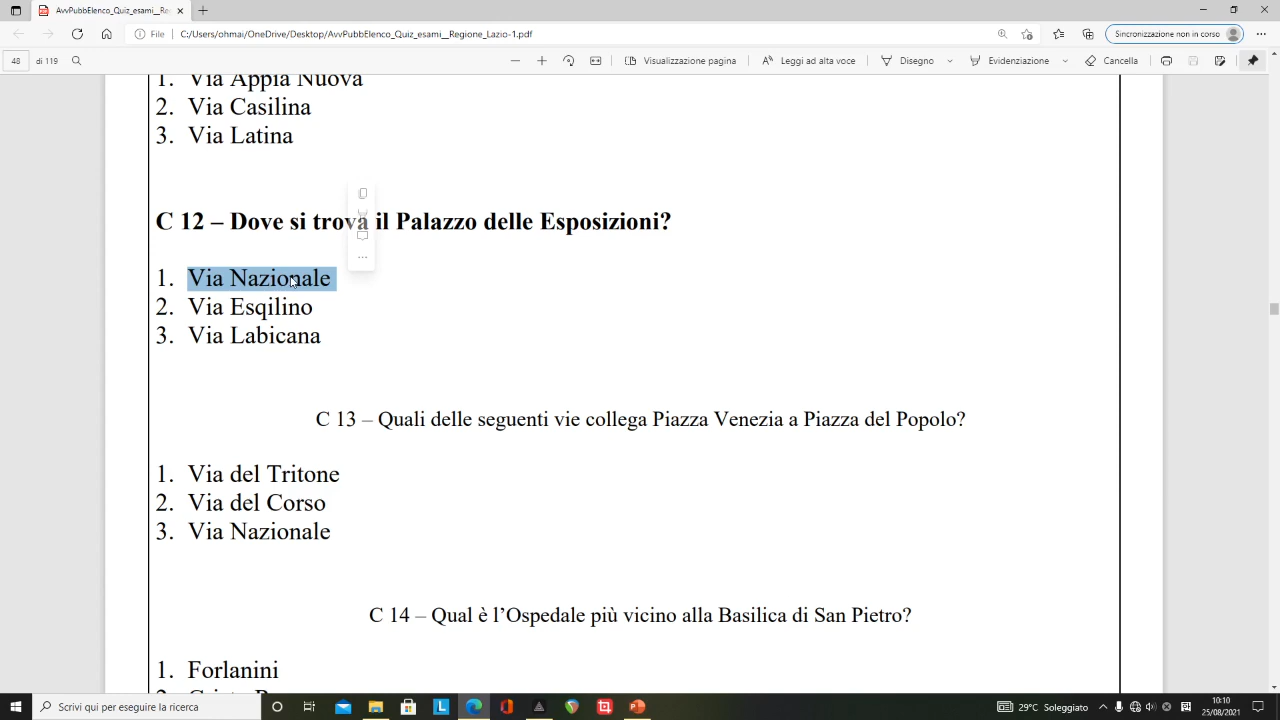 AvvPubbElenco_Quiz_esami__Re
File C:/Users/ohmai/OneDrive/Desktop/AvvPubbElenco_Quiz_esami__Regione_Lazio-1.pdf
Sincronizzazione non in corso
48 di 119 Visualizzazione pagina Leggi ad alta voce Disegno Evidenziazione Cancella
1. Via Appia Nuova
2. Via Casilina
3. Via Latina
C 12 – Dove si trova il Palazzo delle Esposizioni?
1. Via Nazionale
2. Via Esqilino
3. Via Labicana
C 13 – Quali delle seguenti vie collega Piazza Venezia a Piazza del Popolo?
1. Via del Tritone
2. Via del Corso
3. Via Nazionale
C 14 – Qual è l’Ospedale più vicino alla Basilica di San Pietro?
1. Forlanini
Scrivi qui per eseguire la ricerca
29°C Soleggiato
10:10
25/08/2021